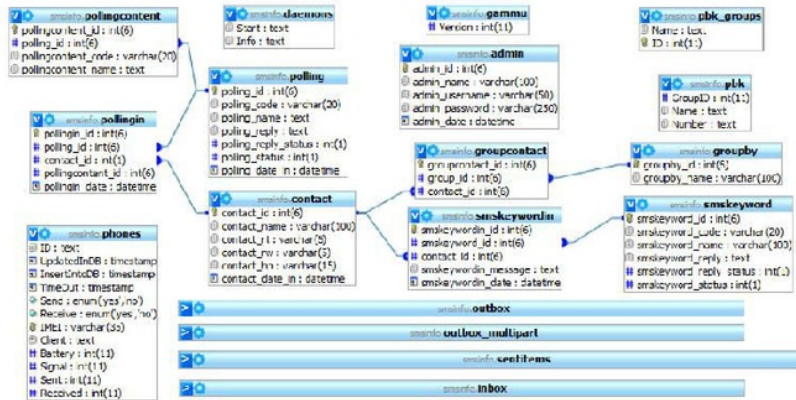 smsinfo.pollingcontent
pollingcontent_id : int(6)
polling_id : int(6)
pollingcontent_code : varchar(20)
pollingcontent_name : text
smsinfo.daemons
Start : text
Info : text
smsinfo.gammu
Version : int(11)
smsinfo.pbk_groups
Name : text
ID : int(11)
smsinfo.admin
admin_id : int(6)
admin_name : varchar(100)
admin_username : varchar(50)
admin_password : varchar(250)
admin_date : datetime
smsinfo.polling
polling_id : int(6)
polling_code : varchar(20)
polling_name : text
polling_reply : text
polling_reply_status : int(1)
polling_status : int(1)
polling_date_in : datetime
smsinfo.pbk
GroupID : int(11)
Name : text
Number : text
smsinfo.pollingin
pollingin_id : int(6)
polling_id : int(6)
contact_id : int(1)
pollingcontant_id : int(6)
pollingin_date : datetime
smsinfo.groupcontact
groupcontact_id : int(6)
group_id : int(6)
contact_id : int(6)
smsinfo.groupby
groupby_id : int(5)
groupby_name : varchar(100)
smsinfo.contact
contact_id : int(6)
contact_name : varchar(100)
contact_rt : varchar(5)
contact_rw : varchar(5)
contact_hp : varchar(15)
contact_date_in : datetime
smsinfo.smskeywordin
smskeywordin_id : int(6)
smskeyword_id : int(6)
contact_id : int(6)
smskeywordin_message : text
smskeywordin_date : datetime
smsinfo.smskeyword
smskeyword_id : int(6)
smskeyword_code : varchar(20)
smskeyword_name : varchar(100)
smskeyword_reply : text
smskeyword_reply_status : int(1)
smskeyword_status : int(1)
smsinfo.phones
ID : text
UpdatedInDB : timestamp
InsertIntoDB : timestamp
TimeOut : timestamp
Send : enum('yes','no')
Receive : enum('yes','no')
IMEI : varchar(35)
Client : text
Battery : int(11)
Signal : int(11)
Sent : int(11)
Received : int(11)
smsinfo.outbox
smsinfo.outbox_multipart
smsinfo.sentitems
smsinfo.inbox